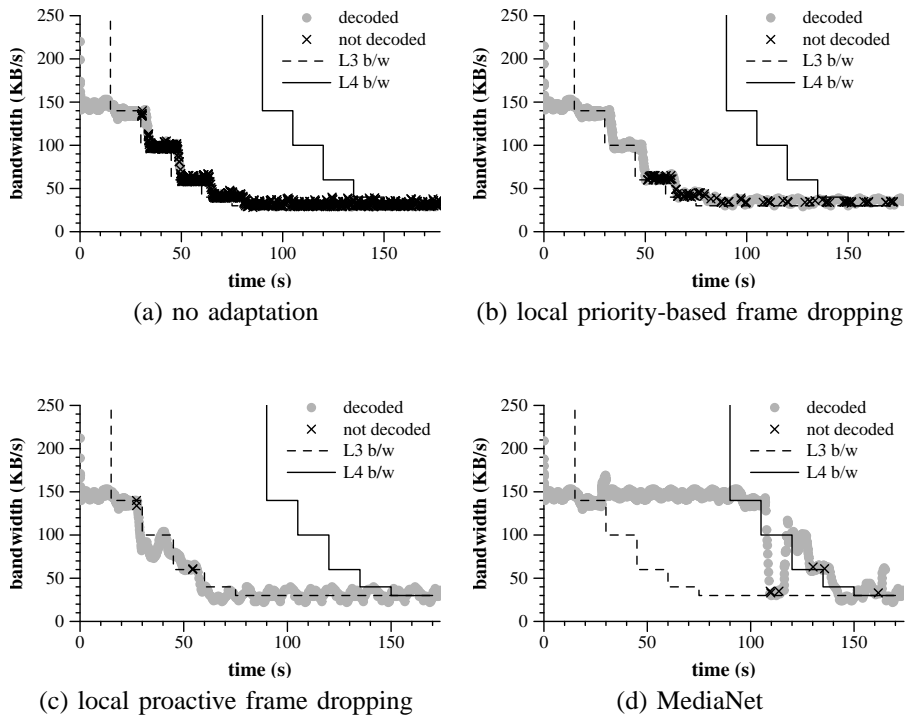 250
200
150
100
50
0
bandwidth (KB/s)
0 50 100 150
time (s)
decoded
not decoded
L3 b/w
L4 b/w
(a) no adaptation
250
200
150
100
50
0
bandwidth (KB/s)
0 50 100 150
time (s)
decoded
not decoded
L3 b/w
L4 b/w
(b) local priority-based frame dropping
250
200
150
100
50
0
bandwidth (KB/s)
0 50 100 150
time (s)
decoded
not decoded
L3 b/w
L4 b/w
(c) local proactive frame dropping
250
200
150
100
50
0
bandwidth (KB/s)
0 50 100 150
time (s)
decoded
not decoded
L3 b/w
L4 b/w
(d) MediaNet